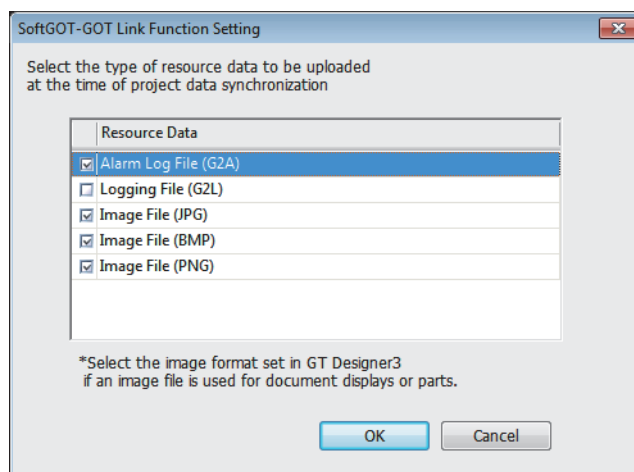 SoftGOT-GOT Link Function Setting
Select the type of resource data to be uploaded
at the time of project data synchronization
Resource Data
Alarm Log File (G2A)
Logging File (G2L)
Image File (JPG)
Image File (BMP)
Image File (PNG)
*Select the image format set in GT Designer3
if an image file is used for document displays or parts.
OK
Cancel